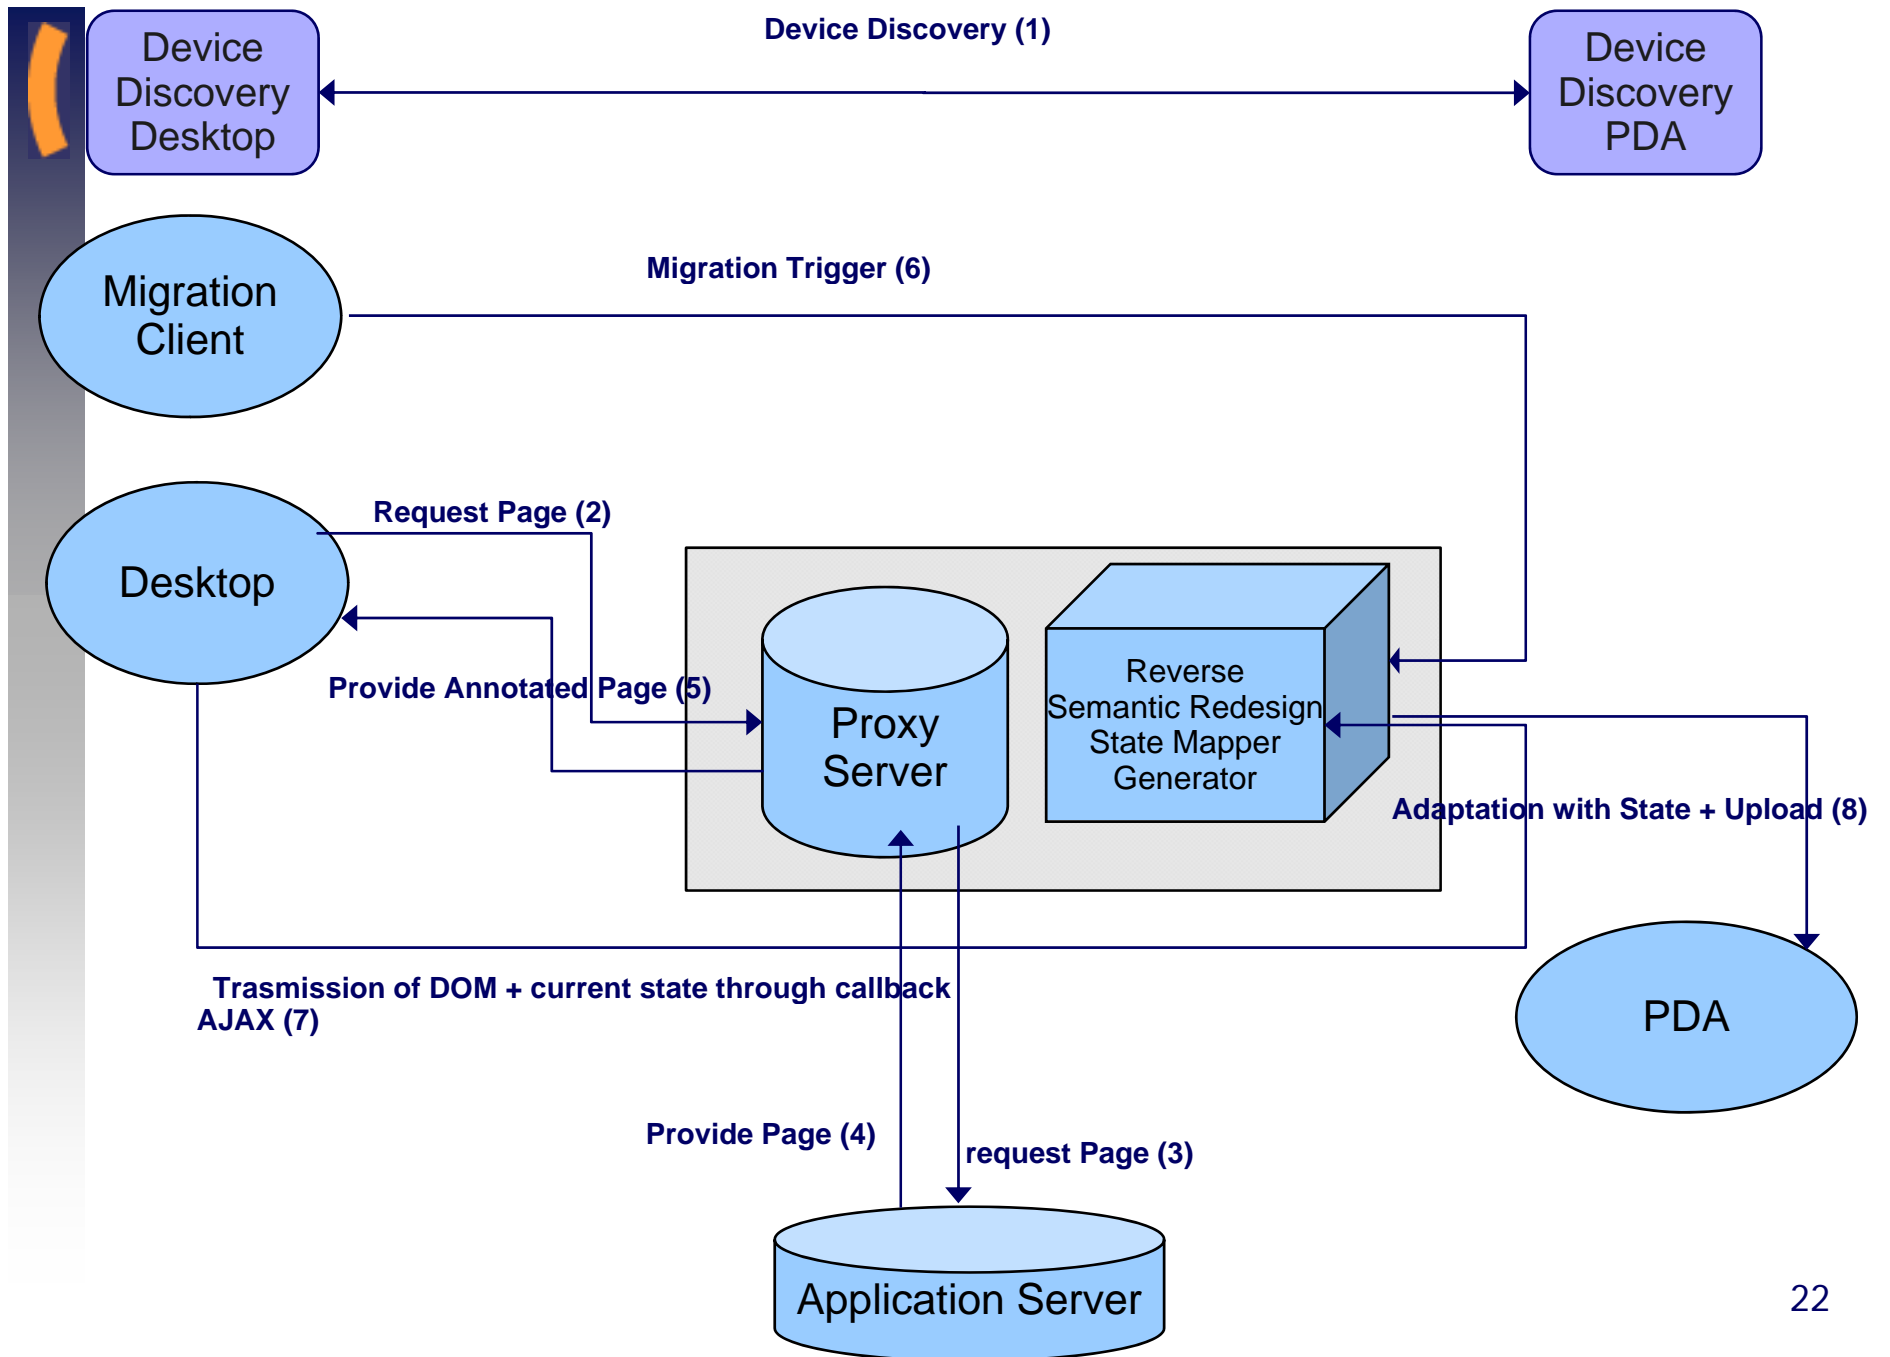 Device Discovery (1)
Device
Discovery
Desktop
Device
Discovery
PDA
Migration Trigger (6)
Migration
Client
Request Page (2)
Desktop
Provide Annotated Page (5)
Proxy
Server
Reverse
Semantic Redesign
State Mapper
Generator
Adaptation with State + Upload (8)
Trasmission of DOM + current state through callback
AJAX (7)
PDA
Provide Page (4)
request Page (3)
Application Server
22